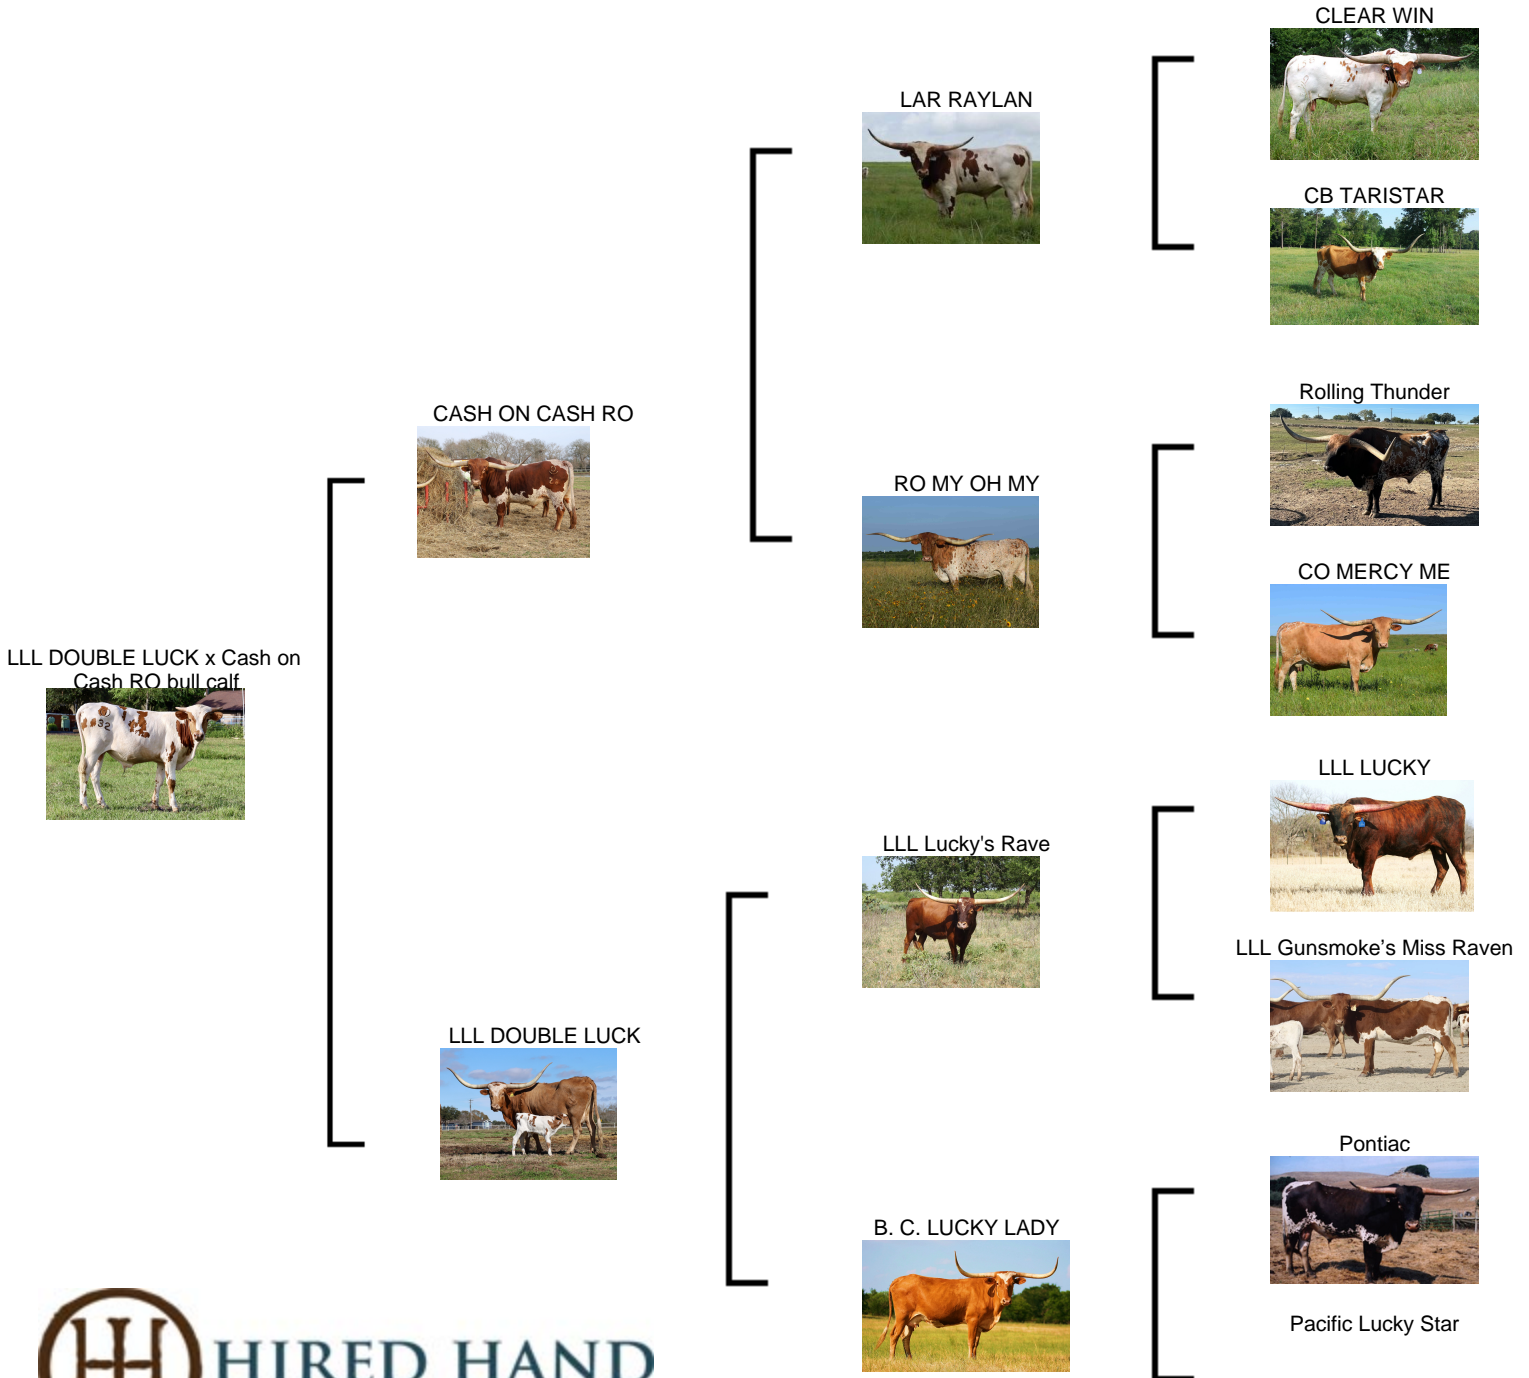 CLEAR WIN
LAR RAYLAN
CB TARISTAR
Rolling Thunder
CASH ON CASH RO
RO MY OH MY
CO MERCY ME
LLL DOUBLE LUCK x Cash on
Cash RO bull calf
32
LLL LUCKY
LLL Lucky's Rave
LLL Gunsmoke’s Miss Raven
LLL DOUBLE LUCK
Pontiac
B. C. LUCKY LADY
Pacific Lucky Star
HIRED HAND